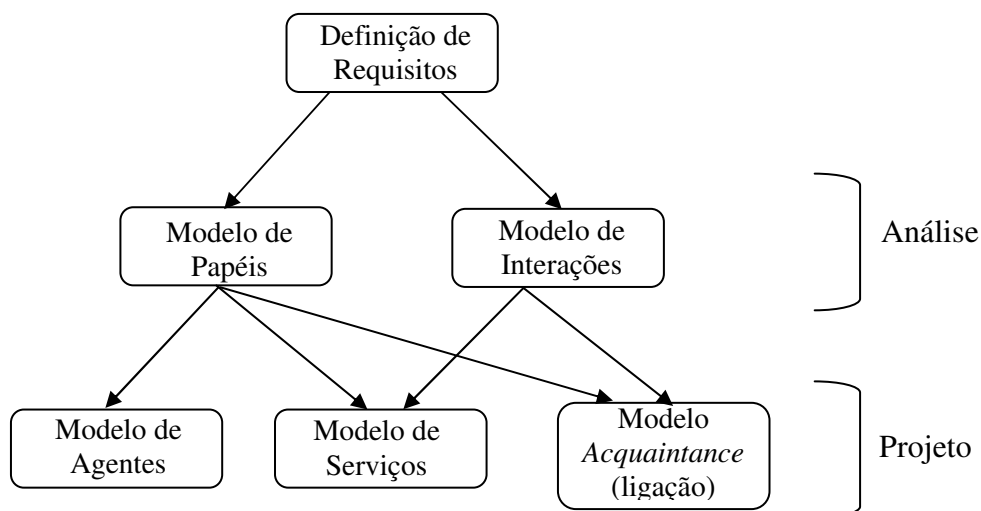 Definição de
Requisitos
Modelo de
Papéis
Modelo de
Interações
Análise
Modelo de
Agentes
Modelo de
Serviços
Modelo
Acquaintance
(ligação)
Projeto